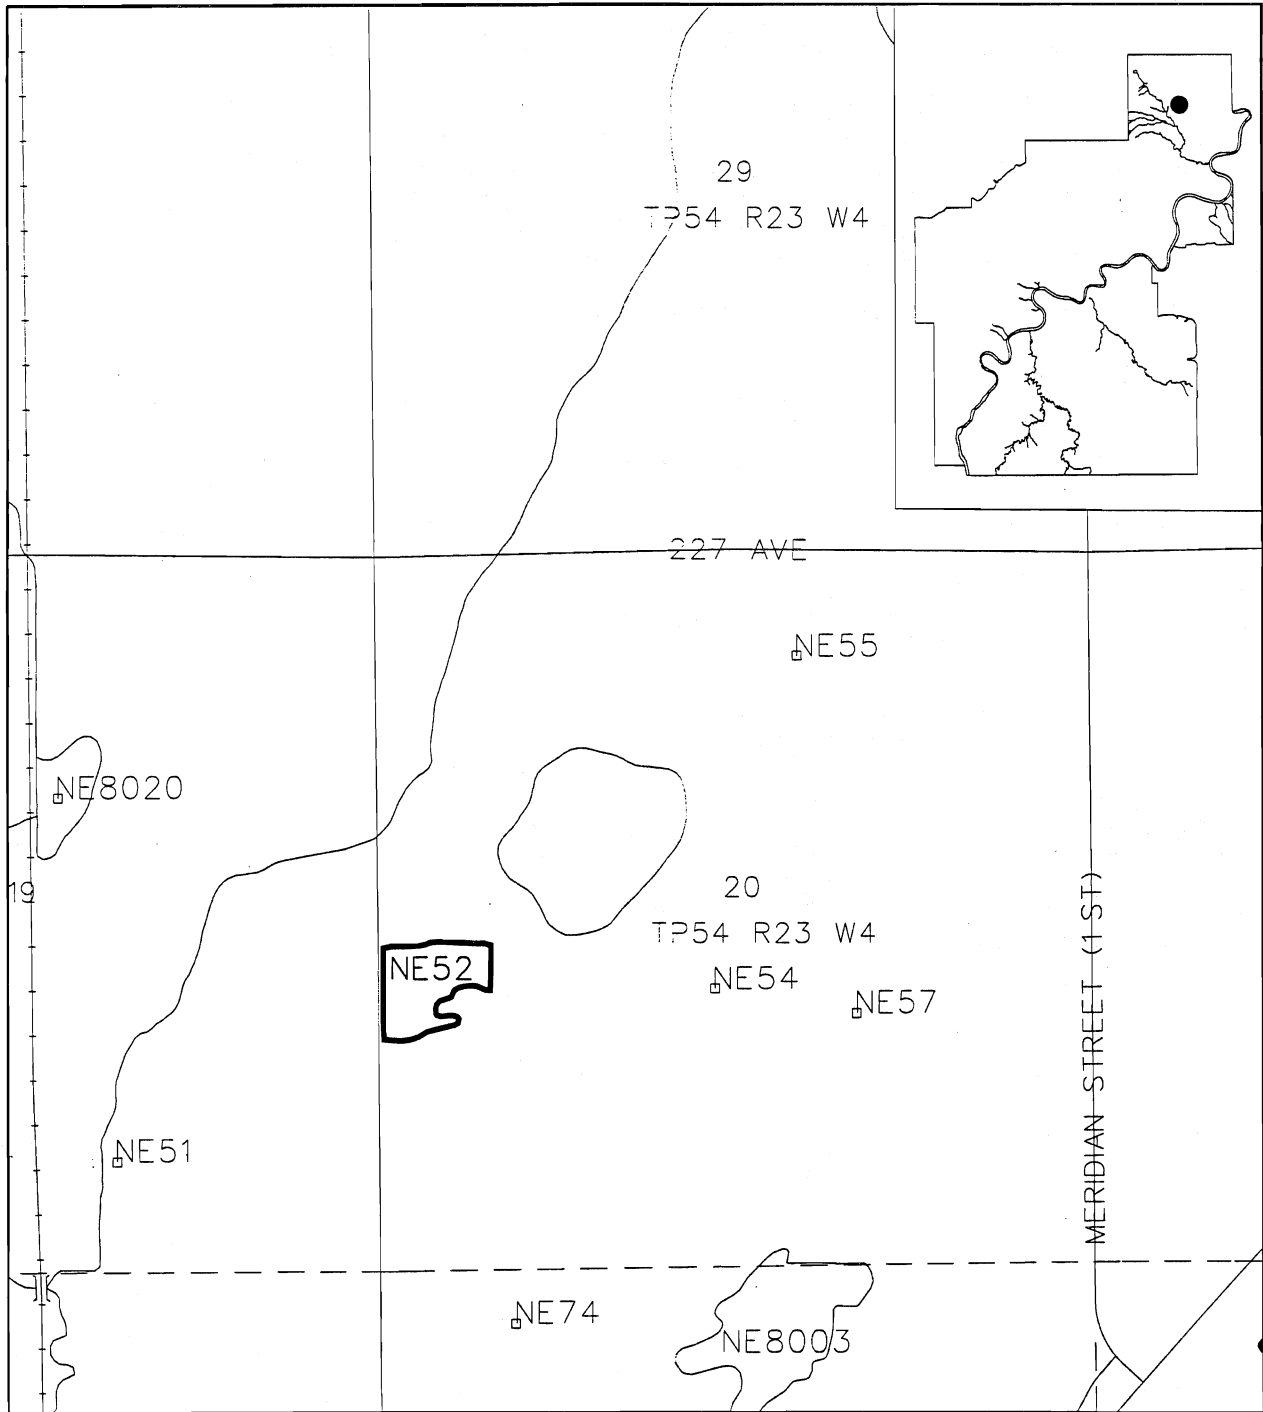 29
TP54 R23 W4
227 AVE
NE55
NE8020
19
20
TP54 R23 W4
NE52
NE54
NE57
MERIDIAN STREET (1 ST)
NE51
NE74
NE8003